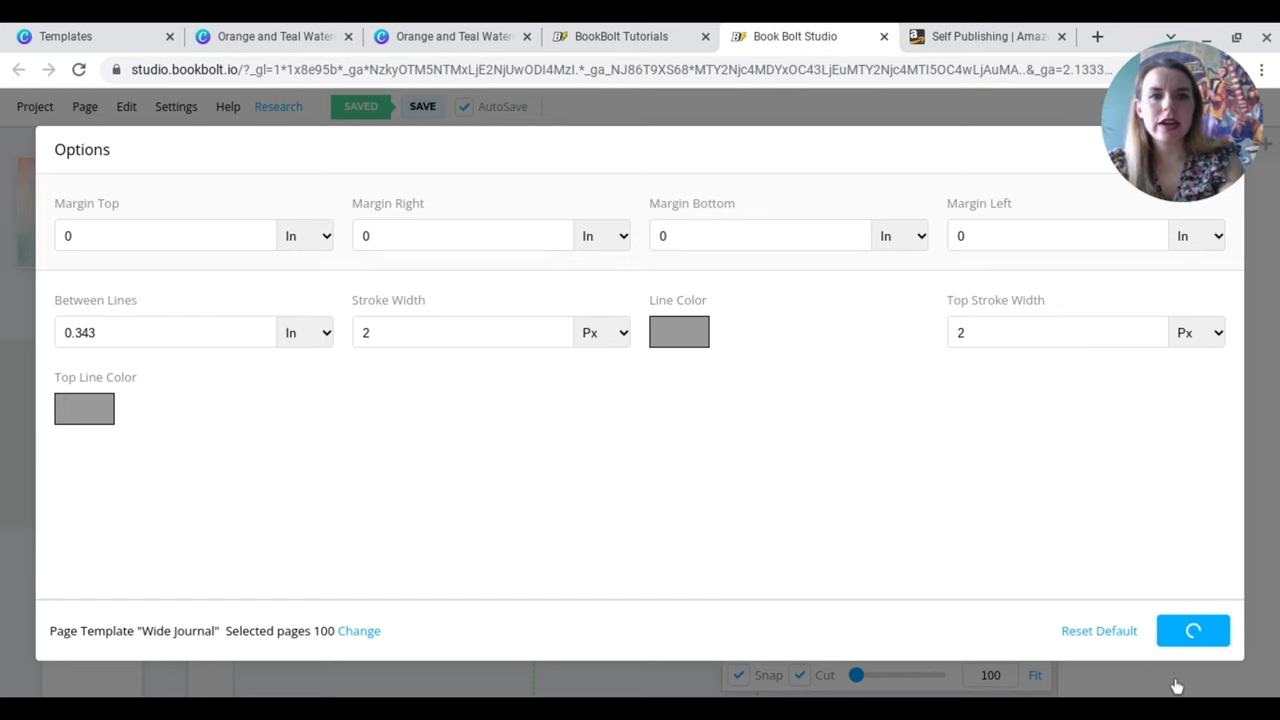 Templates Orange and Teal Water Orange and Teal Water BookBolt Tutorials Book Bolt Studio Self Publishing | Amaz
studio.bookbolt.io/?_gl=1*1x8e95b*_ga*NzkyOTM5NTMxLjE2NjUwODI4MzI.*_ga_NJ86T9XS68*MTY2Njc4MDYxOC43LjEuMTY2Njc4MTI5OC4wLjAuMA..&_ga=2.1333...
Project Page Edit Settings Help Research SAVED SAVE AutoSave
Options
Margin Top Margin Right Margin Bottom Margin Left
0 In 0 In 0 In 0 In
Between Lines Stroke Width Line Color Top Stroke Width
0.343 In 2 Px 2 Px
Top Line Color
Page Template "Wide Journal" Selected pages 100 Change Reset Default
Snap Cut 100 Fit